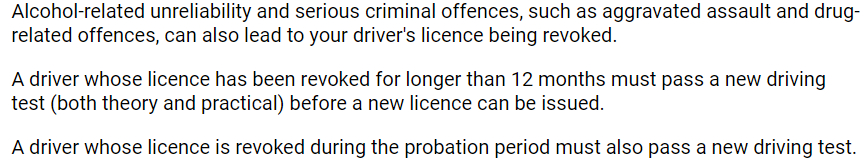 Alcohol-related unreliability and serious criminal offences, such as aggravated assault and drug-
related offences, can also lead to your driver's licence being revoked.
A driver whose licence has been revoked for longer than 12 months must pass a new driving
test (both theory and practical) before a new licence can be issued.
A driver whose licence is revoked during the probation period must also pass a new driving test.